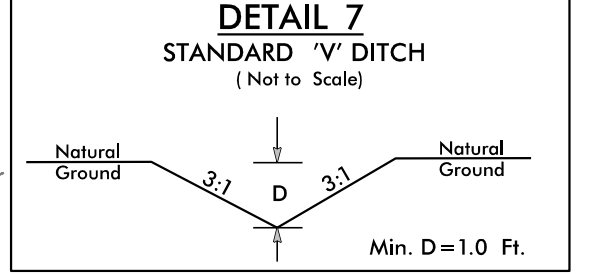 DETAIL 7
STANDARD 'V' DITCH
( Not to Scale)
Natural
Ground
3:1
D
3:1
Natural
Ground
Min. D=1.0 Ft.